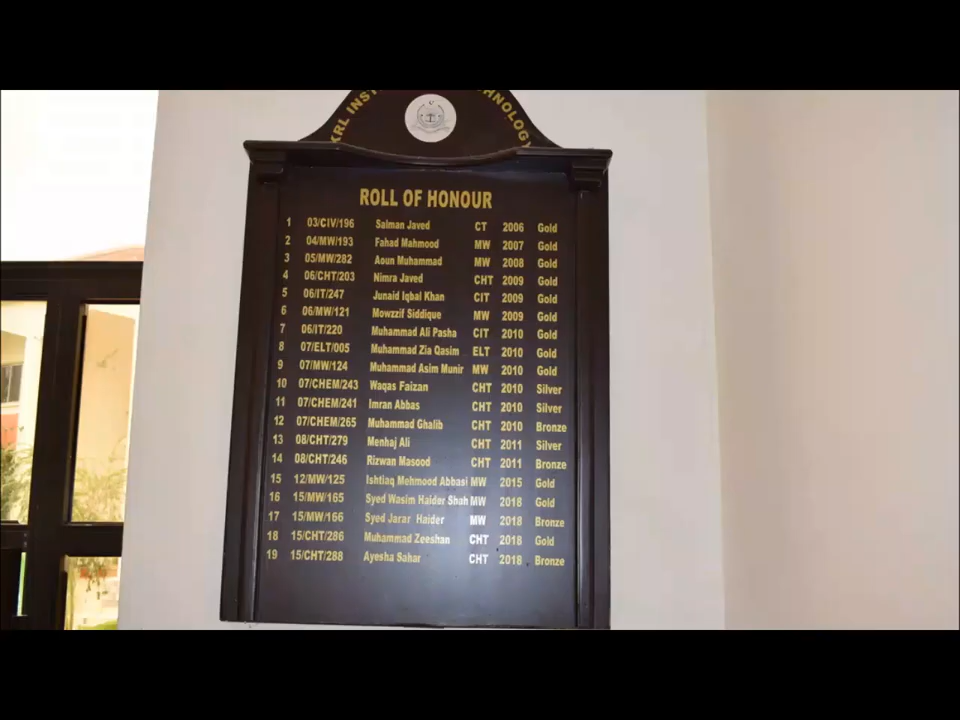 KRL INST HNOLOGY
ROLL OF HONOUR
1 03/CIV/196 Salman Javed CT 2006 Gold
2 04/MW/193 Fahad Mahmood MW 2007 Gold
3 05/MW/282 Aoun Muhammad MW 2008 Gold
4 06/CHT/203 Nimra Javed CHT 2009 Gold
5 06/IT/247 Junaid Iqbal Khan CIT 2009 Gold
6 06/MW/121 Mowzzif Siddique MW 2009 Gold
7 06/IT/220 Muhammad Ali Pasha CIT 2010 Gold
8 07/ELT/005 Muhammad Zia Qasim ELT 2010 Gold
9 07/MW/124 Muhammad Asim Munir MW 2010 Gold
10 07/CHEM/243 Waqas Faizan CHT 2010 Silver
11 07/CHEM/241 Imran Abbas CHT 2010 Silver
12 07/CHEM/265 Muhammad Ghalib CHT 2010 Bronze
13 08/CHT/279 Menhaj Ali CHT 2011 Silver
14 08/CHT/246 Rizwan Masood CHT 2011 Bronze
15 12/MW/125 Ishtiaq Mehmood Abbasi MW 2015 Gold
16 15/MW/165 Syed Wasim Haider Shah MW 2018 Gold
17 15/MW/166 Syed Jarar Haider MW 2018 Bronze
18 15/CHT/286 Muhammad Zeeshan CHT 2018 Gold
19 15/CHT/288 Ayesha Sahar CHT 2018 Bronze